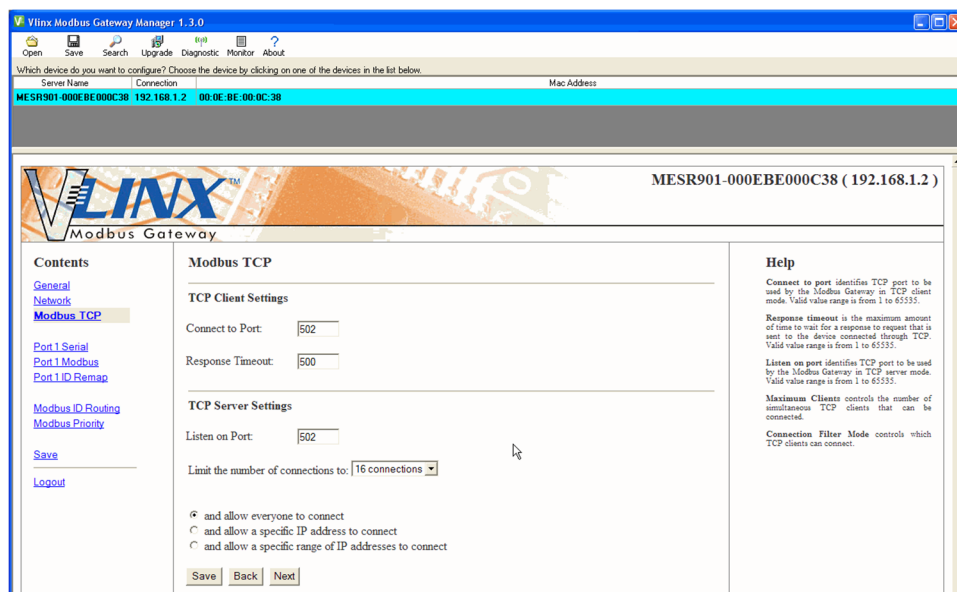 Vlinx Modbus Gateway Manager 1.3.0
Open Save Search Upgrade Diagnostic Monitor About
Which device do you want to configure? Choose the device by clicking on one of the devices in the list below.
Server Name Connection Mac Address
MESR901-000EBE000C38 192.168.1.2 00:0E:BE:00:0C:38
VLINX™
Modbus Gateway
MESR901-000EBE000C38 ( 192.168.1.2 )
Contents
General
Network
Modbus TCP
Port 1 Serial
Port 1 Modbus
Port 1 ID Remap
Modbus ID Routing
Modbus Priority
Save
Logout
Modbus TCP
TCP Client Settings
Connect to Port: 502
Response Timeout: 500
TCP Server Settings
Listen on Port: 502
Limit the number of connections to: 16 connections
and allow everyone to connect
and allow a specific IP address to connect
and allow a specific range of IP addresses to connect
Save Back Next
Help
Connect to port identifies TCP port to be
used by the Modbus Gateway in TCP client
mode. Valid value range is from 1 to 65535.
Response timeout is the maximum amount
of time to wait for a response to request that is
sent to the device connected through TCP.
Valid value range is from 1 to 65535.
Listen on port identifies TCP port to be used
by the Modbus Gateway in TCP server mode.
Valid value range is from 1 to 65535.
Maximum Clients controls the number of
simultaneous TCP clients that can be
connected.
Connection Filter Mode controls which
TCP clients can connect.